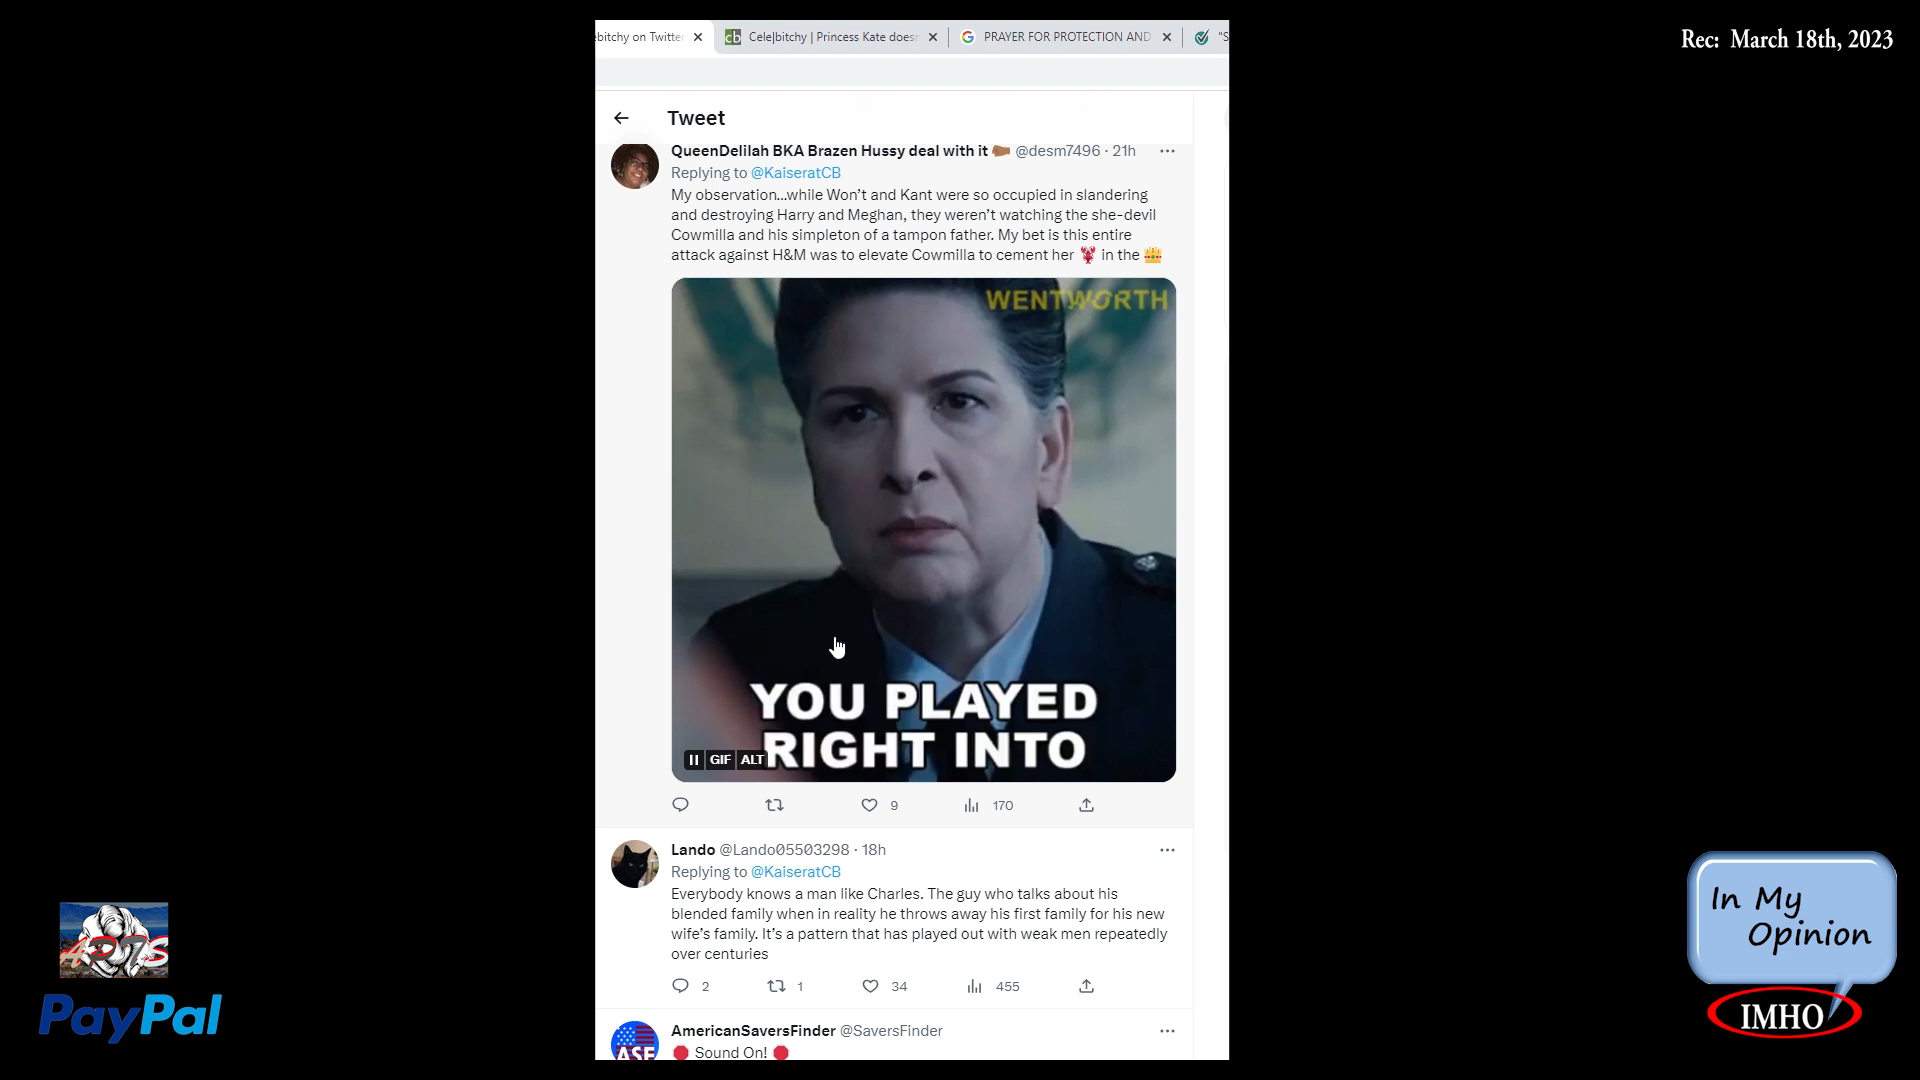 ebitchy on Twitter
cb Cele|bitchy | Princess Kate does
PRAYER FOR PROTECTION AND
"S
Rec: March 18th, 2023
Tweet
QueenDelilah BKA Brazen Hussy deal with it @desm7496 · 21h
Replying to @KaiseratCB
My observation...while Won't and Kant were so occupied in slandering
and destroying Harry and Meghan, they weren't watching the she-devil
Cowmilla and his simpleton of a tampon father. My bet is this entire
attack against H&M was to elevate Cowmilla to cement her 🦞 in the 👑
WENTWORTH
YOU PLAYED
RIGHT INTO
GIF ALT
9 170
Lando @Lando05503298 · 18h
Replying to @KaiseratCB
Everybody knows a man like Charles. The guy who talks about his
blended family when in reality he throws away his first family for his new
wife's family. It's a pattern that has played out with weak men repeatedly
over centuries
2 1 34 455
AmericanSaversFinder @SaversFinder
ASF
🛑 Sound On! 🛑
PayPal
In My
Opinion
IMHO